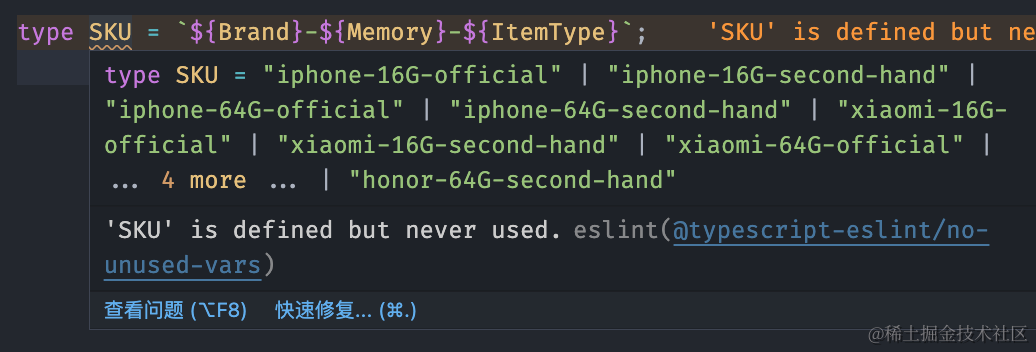 type SKU = `${Brand}-${Memory}-${ItemType}`;    'SKU' is defined but ne
type SKU = "iphone-16G-official" | "iphone-16G-second-hand" |
"iphone-64G-official" | "iphone-64G-second-hand" | "xiaomi-16G-
official" | "xiaomi-16G-second-hand" | "xiaomi-64G-official" |
... 4 more ... | "honor-64G-second-hand"
'SKU' is defined but never used. eslint(@typescript-eslint/no-
unused-vars)
查看问题 (⌥F8)    快速修复... (⌘.)
@稀土掘金技术社区